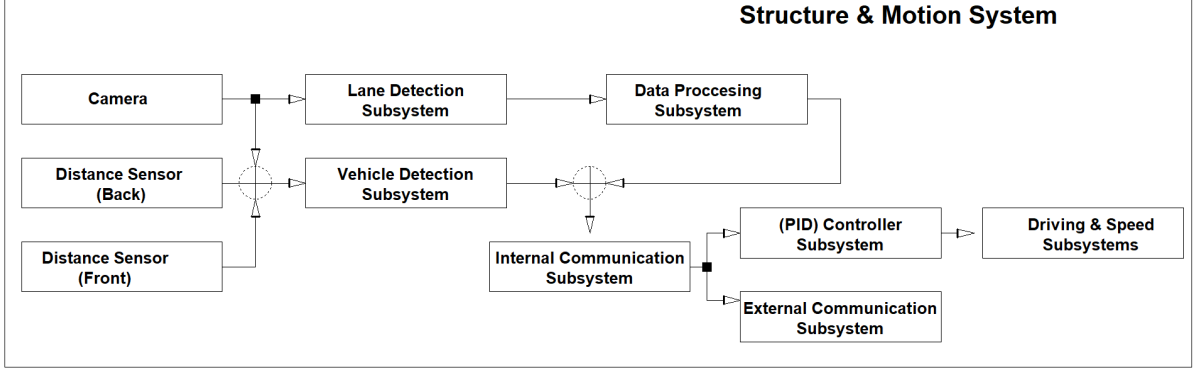 Structure & Motion System
Camera
Lane Detection
Subsystem
Data Proccesing
Subsystem
Distance Sensor
(Back)
Vehicle Detection
Subsystem
Distance Sensor
(Front)
Internal Communication
Subsystem
(PID) Controller
Subsystem
Driving & Speed
Subsystems
External Communication
Subsystem